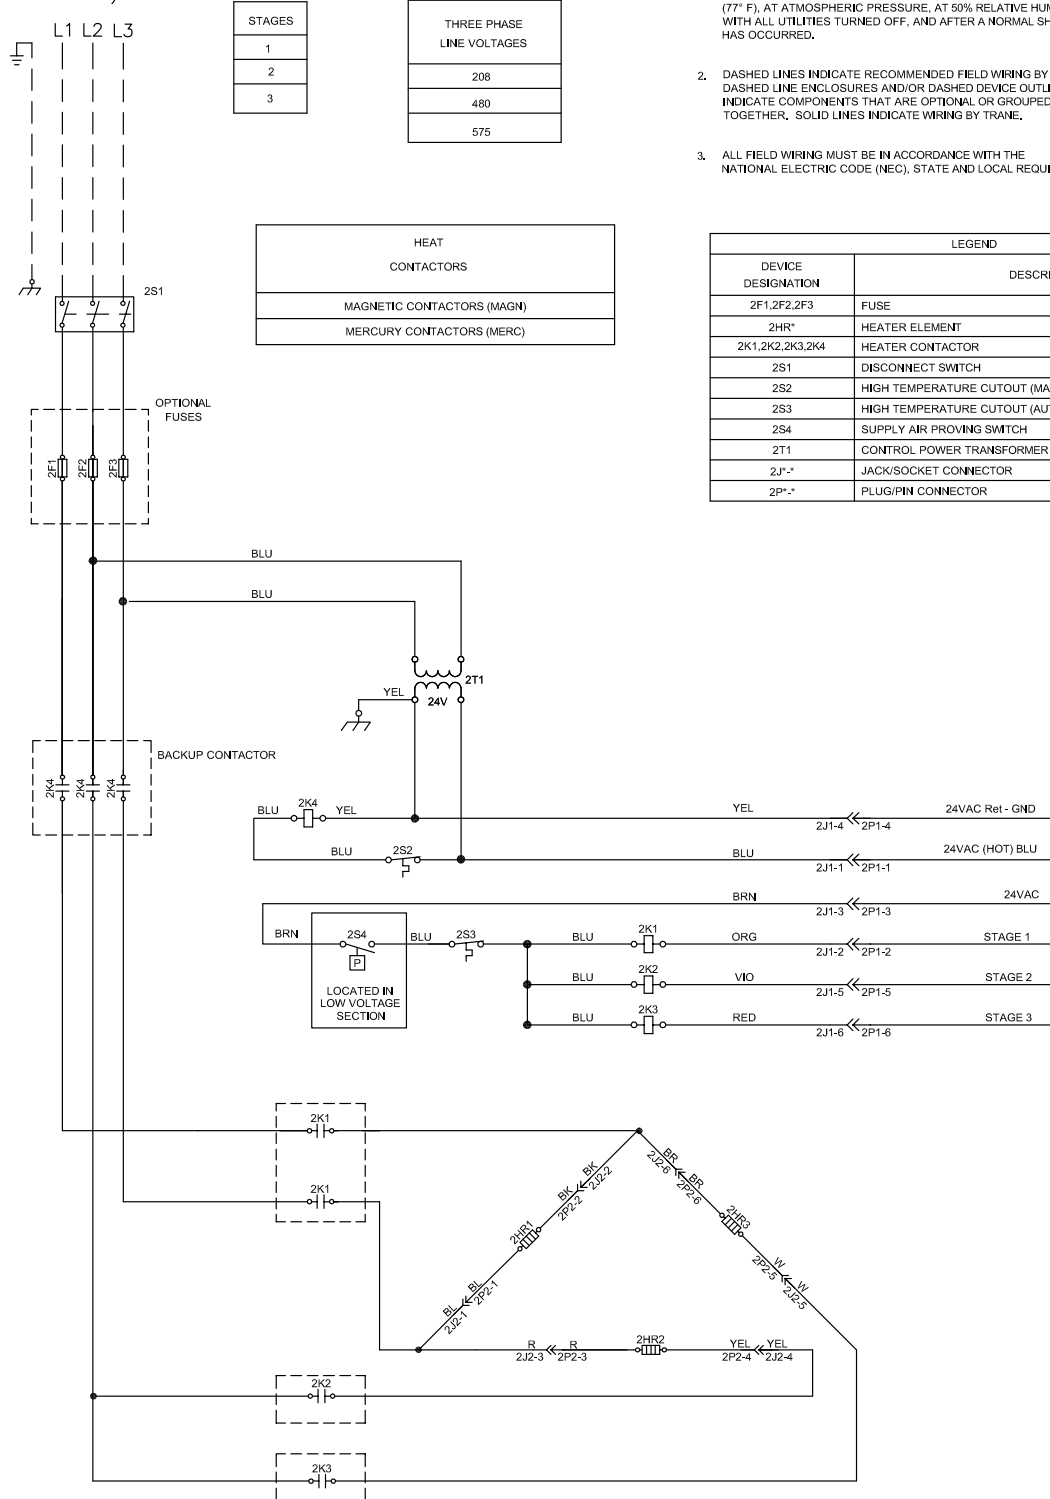 L1 L2 L3
STAGES
1
2
3
THREE PHASE
LINE VOLTAGES
208
480
575
(77° F), AT ATMOSPHERIC PRESSURE, AT 50% RELATIVE
WITH ALL UTILITIES TURNED OFF, AND AFTER A NORMAL
HAS OCCURRED.
2. DASHED LINES INDICATE RECOMMENDED FIELD WIRING BY
DASHED LINE ENCLOSURES AND/OR DASHED DEVICE
INDICATE COMPONENTS THAT ARE OPTIONAL OR GROUPED
TOGETHER. SOLID LINES INDICATE WIRING BY TRANE.
3. ALL FIELD WIRING MUST BE IN ACCORDANCE WITH THE
NATIONAL ELECTRIC CODE (NEC), STATE AND LOCAL
HEAT
CONTACTORS
MAGNETIC CONTACTORS (MAGN)
MERCURY CONTACTORS (MERC)
LEGEND
DEVICE
DESIGNATION
DESCRI
2F1,2F2,2F3 FUSE
2HR* HEATER ELEMENT
2K1,2K2,2K3,2K4 HEATER CONTACTOR
2S1 DISCONNECT SWITCH
2S2 HIGH TEMPERATURE CUTOUT (MA
2S3 HIGH TEMPERATURE CUTOUT (AU
2S4 SUPPLY AIR PROVING SWITCH
2T1 CONTROL POWER TRANSFORMER
2J*-* JACK/SOCKET CONNECTOR
2P*-* PLUG/PIN CONNECTOR
2S1
OPTIONAL
FUSES
2F1 2F2 2F3
BLU
BLU
2T1
YEL
24V
BACKUP CONTACTOR
2K4 2K4 2K4
BLU 2K4 YEL YEL 2J1-4 2P1-4 24VAC Ret - GND
BLU 2S2 BLU 2J1-1 2P1-1 24VAC (HOT) BLU
BRN 2J1-3 2P1-3 24VAC
BRN 2S4 BLU 2S3 BLU 2K1 ORG 2J1-2 2P1-2 STAGE 1
P
LOCATED IN
LOW VOLTAGE
SECTION
BLU 2K2 VIO 2J1-5 2P1-5 STAGE 2
BLU 2K3 RED 2J1-6 2P1-6 STAGE 3
2K1
2K1
BK 2J2-2
BK 2P2-2
2HR1
BL 2P2-1
BL 2J2-1
BR 2J2-6
BR 2P2-6
2HR3
W 2P2-5
W 2J2-5
R R 2HR2 YEL YEL
2J2-3 2P2-3 2P2-4 2J2-4
2K2
2K3